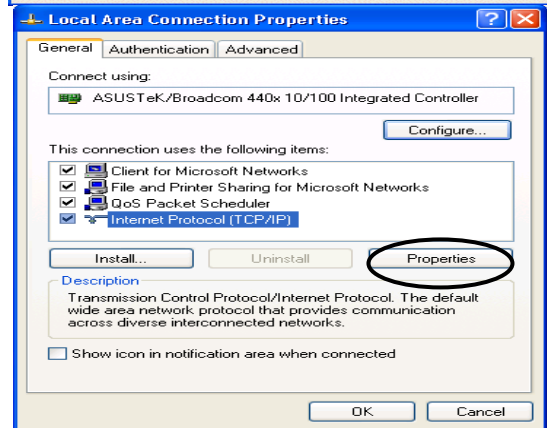 Local Area Connection Properties
General Authentication Advanced
Connect using:
ASUSTeK/Broadcom 440x 10/100 Integrated Controller
Configure...
This connection uses the following items:
Client for Microsoft Networks
File and Printer Sharing for Microsoft Networks
QoS Packet Scheduler
Internet Protocol (TCP/IP)
Install... Uninstall Properties
Description
Transmission Control Protocol/Internet Protocol. The default
wide area network protocol that provides communication
across diverse interconnected networks.
Show icon in notification area when connected
OK Cancel